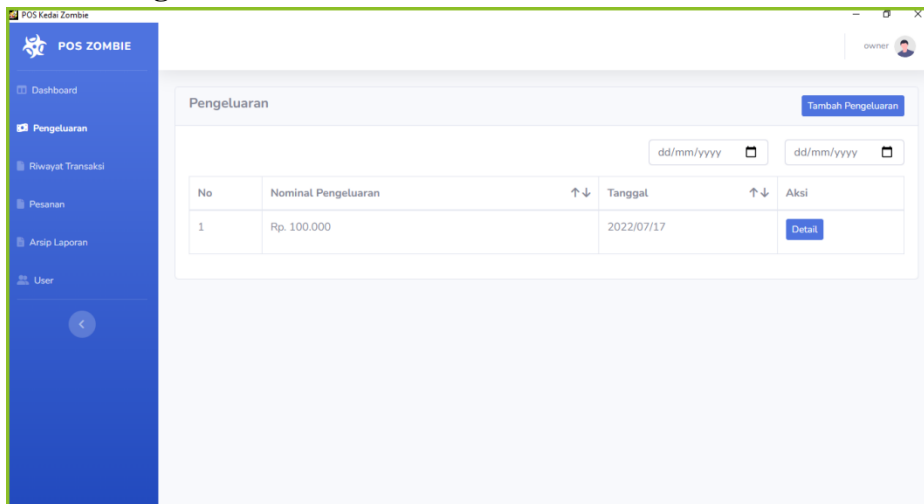 POS Kedai Zombie
POS ZOMBIE
owner
Dashboard
Pengeluaran
Riwayat Transaksi
Pesanan
Arsip Laporan
User
Pengeluaran
Tambah Pengeluaran
dd/mm/yyyy dd/mm/yyyy
No Nominal Pengeluaran Tanggal Aksi
1 Rp. 100.000 2022/07/17 Detail